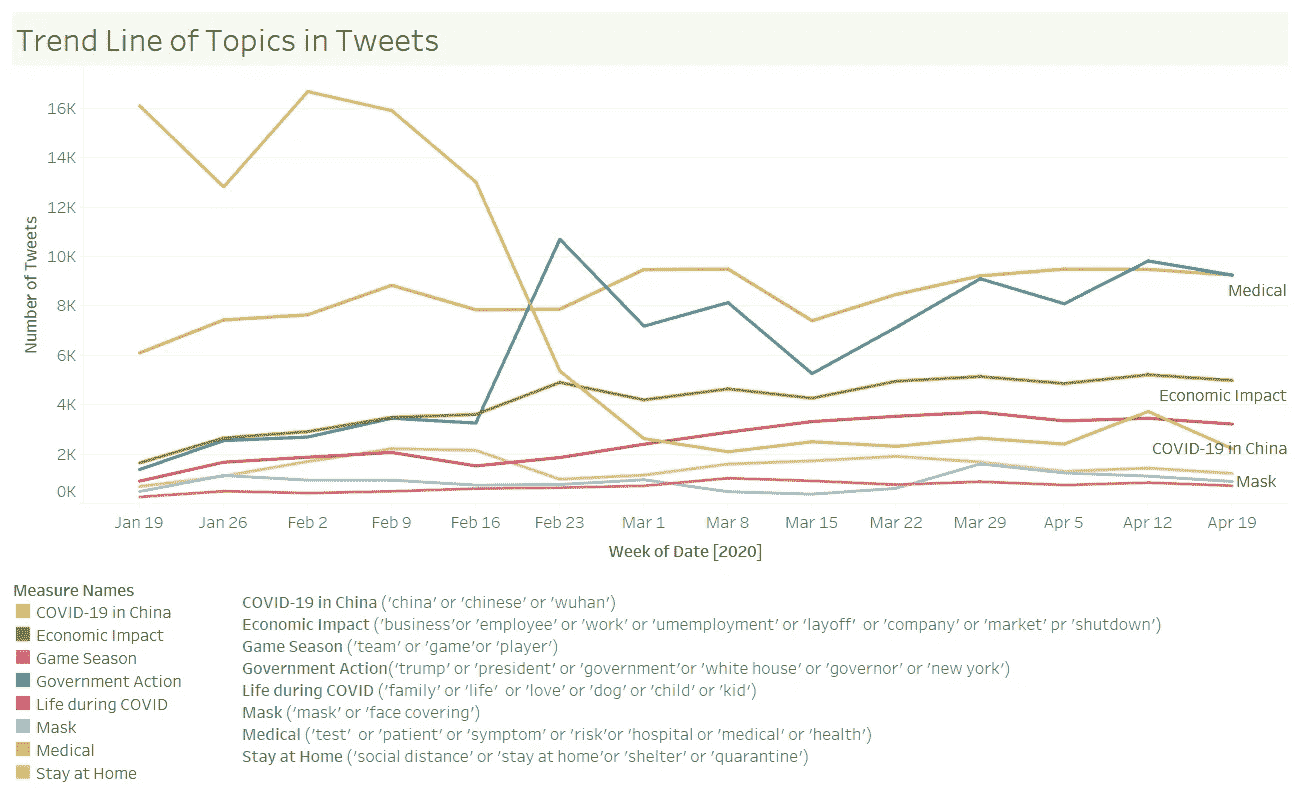 Trend Line of Topics in Tweets
16K
14K
12K
10K
8K
6K
4K
2K
0K
Number of Tweets
Medical
Economic Impact
COVID-19 in China
Mask
Jan 19 Jan 26 Feb 2 Feb 9 Feb 16 Feb 23 Mar 1 Mar 8 Mar 15 Mar 22 Mar 29 Apr 5 Apr 12 Apr 19
Week of Date [2020]
Measure Names
COVID-19 in China
Economic Impact
Game Season
Government Action
Life during COVID
Mask
Medical
Stay at Home
COVID-19 in China ('china' or 'chinese' or 'wuhan')
Economic Impact ('business'or 'employee' or 'work' or 'umemployment' or 'layoff' or 'company' or 'market' pr 'shutdown')
Game Season ('team' or 'game'or 'player')
Government Action('trump' or 'president' or 'government'or 'white house' or 'governor' or 'new york')
Life during COVID ('family' or 'life' or 'love' or 'dog' or 'child' or 'kid')
Mask ('mask' or 'face covering')
Medical ('test' or 'patient' or 'symptom' or 'risk'or 'hospital or 'medical' or 'health')
Stay at Home ('social distance' or 'stay at home'or 'shelter' or 'quarantine')